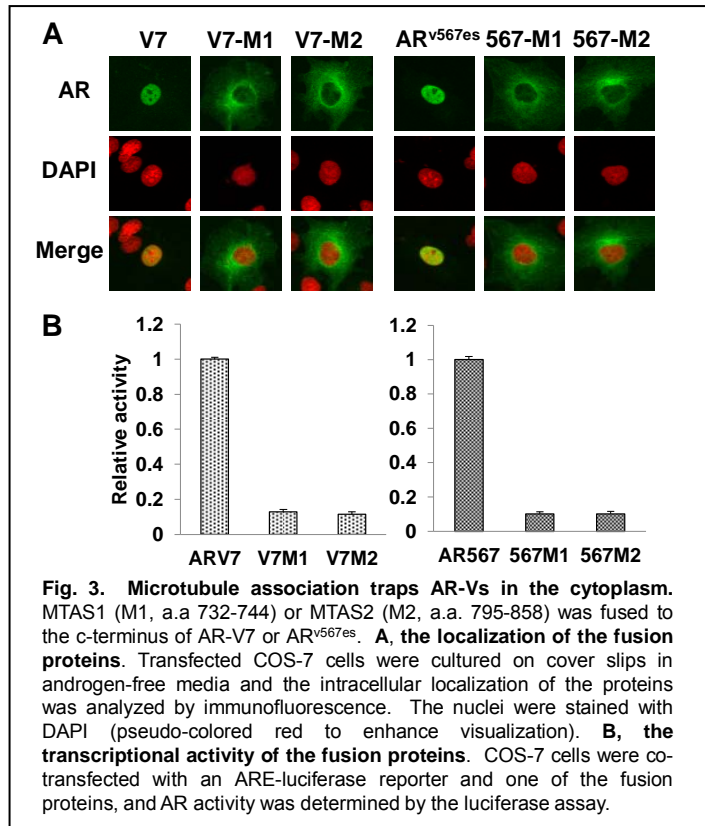 A
V7 V7-M1 V7-M2 ARv567es 567-M1 567-M2
AR
DAPI
Merge
B
Relative activity
1.2
1
0.8
0.6
0.4
0.2
0
ARV7 V7M1 V7M2
1.2
1
0.8
0.6
0.4
0.2
0
AR567 567M1 567M2
Fig. 3. Microtubule association traps AR-Vs in the cytoplasm.
MTAS1 (M1, a.a 732-744) or MTAS2 (M2, a.a. 795-858) was fused to
the c-terminus of AR-V7 or ARv567es. A, the localization of the fusion
proteins. Transfected COS-7 cells were cultured on cover slips in
androgen-free media and the intracellular localization of the proteins
was analyzed by immunofluorescence. The nuclei were stained with
DAPI (pseudo-colored red to enhance visualization). B, the
transcriptional activity of the fusion proteins. COS-7 cells were co-
transfected with an ARE-luciferase reporter and one of the fusion
proteins, and AR activity was determined by the luciferase assay.